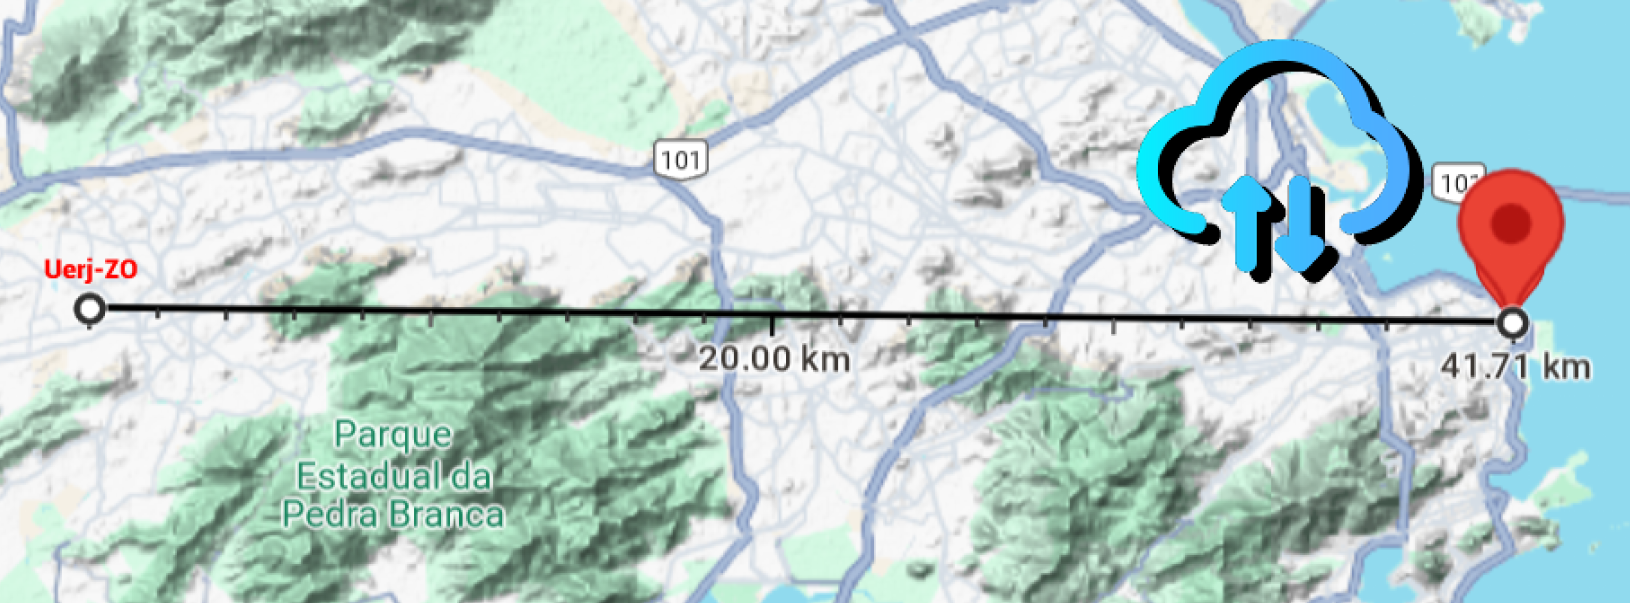 101
101
Uerj-ZO
20.00 km
41.71 km
Parque
Estadual da
Pedra Branca